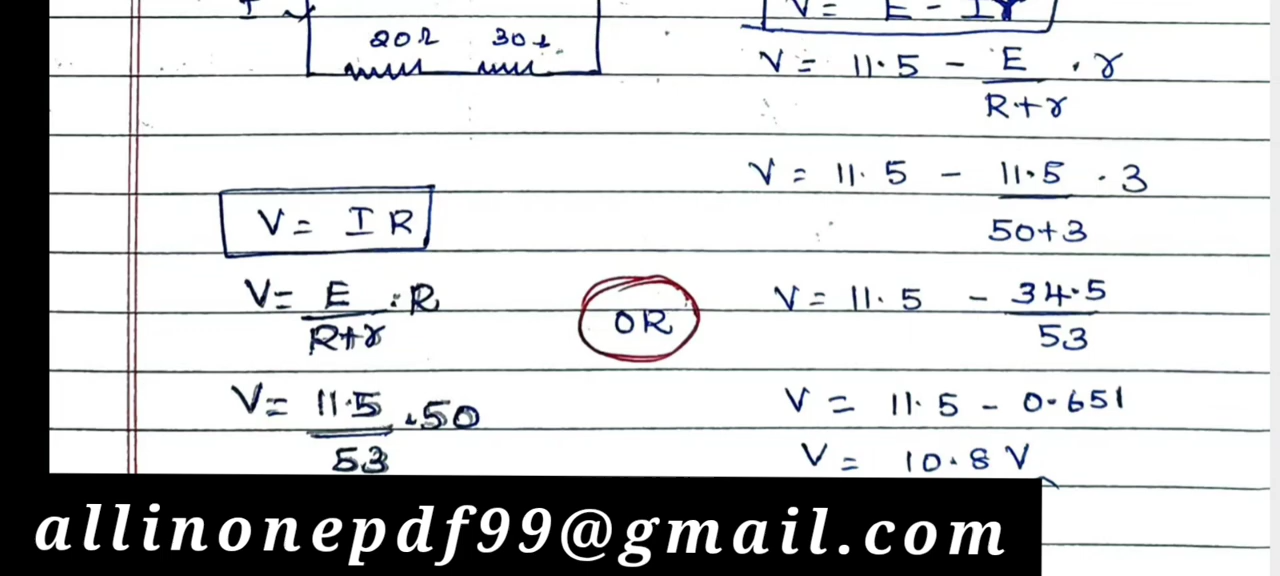 I
20Ω 30Ω
V = IR
V = E/R+r . R
V = 11.5/53 .50
OR
V = E - Ir
V = 11.5 - E/R+r . r
V = 11.5 - 11.5/50+3 . 3
V = 11.5 - 34.5/53
V = 11.5 - 0.651
V = 10.8 V
allinonepdf99@gmail.com